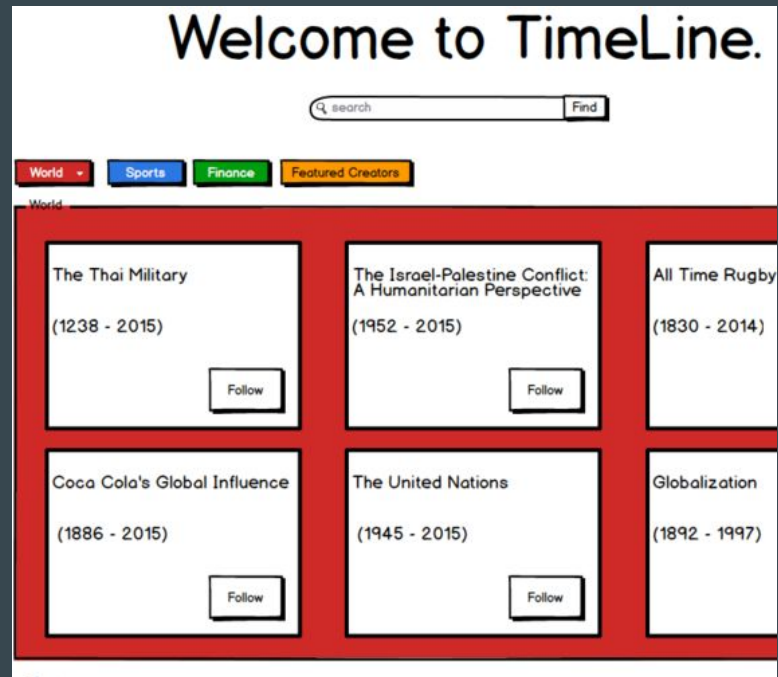 Welcome to TimeLine.
search Find
World Sports Finance Featured Creators
World
The Thai Military
(1238 - 2015)
Follow
The Israel-Palestine Conflict:
A Humanitarian Perspective
(1952 - 2015)
Follow
All Time Rugby
(1830 - 2014)
Coca Cola's Global Influence
(1886 - 2015)
Follow
The United Nations
(1945 - 2015)
Follow
Globalization
(1892 - 1997)